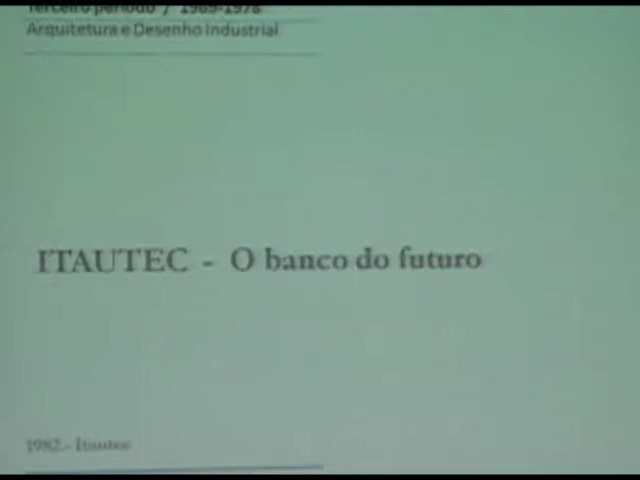 Terceiro período / 1969-1978
Arquitetura e Desenho Industrial
ITAUTEC - O banco do futuro
1982.- Itautec